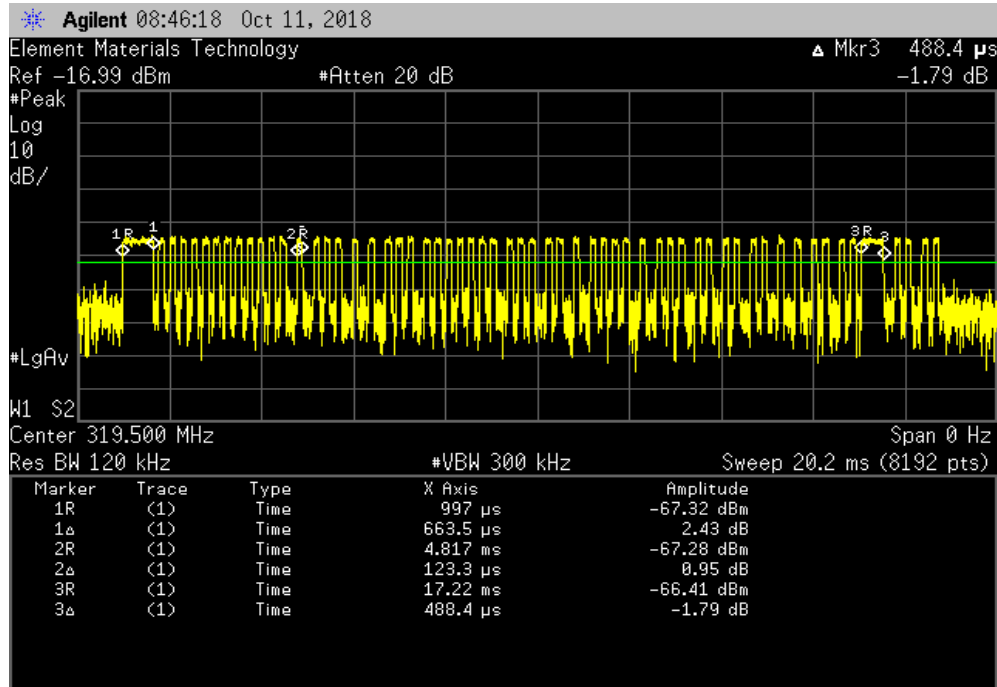 Agilent 08:46:18 Oct 11, 2018
Element Materials Technology
▵ Mkr3 488.4 µs
Ref −16.99 dBm #Atten 20 dB −1.79 dB
#Peak
Log
10
dB/
1R 1 2R 3R 3
#LgAv
W1 S2
Center 319.500 MHz Span 0 Hz
Res BW 120 kHz #VBW 300 kHz Sweep 20.2 ms (8192 pts)
Marker Trace Type X Axis Amplitude
1R (1) Time 997 µs −67.32 dBm
1▵ (1) Time 663.5 µs 2.43 dB
2R (1) Time 4.817 ms −67.28 dBm
2▵ (1) Time 123.3 µs 0.95 dB
3R (1) Time 17.22 ms −66.41 dBm
3▵ (1) Time 488.4 µs −1.79 dB